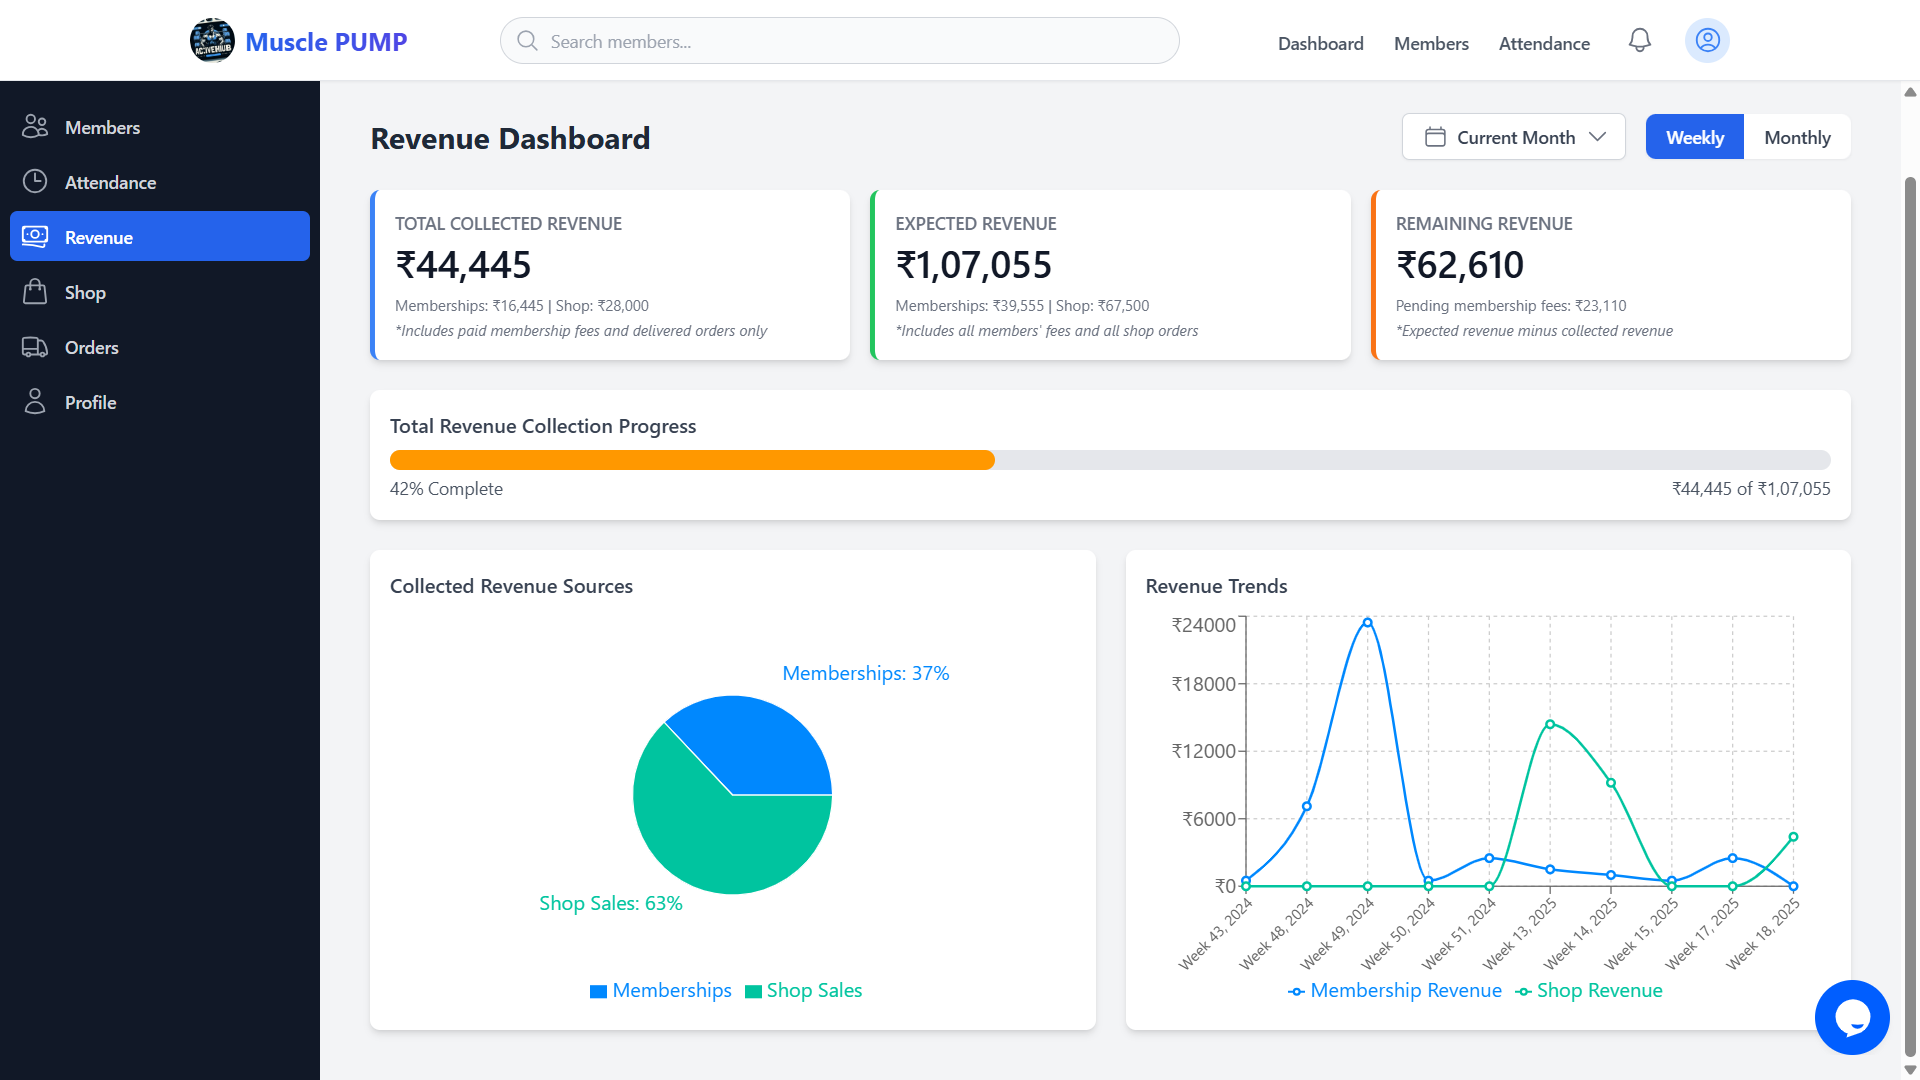 ACTIVEHUB
Muscle PUMP
Search members...
Dashboard
Members
Attendance
Members
Attendance
Revenue
Shop
Orders
Profile
Revenue Dashboard
Current Month
Weekly
Monthly
TOTAL COLLECTED REVENUE
₹44,445
Memberships: ₹16,445 | Shop: ₹28,000
*Includes paid membership fees and delivered orders only
EXPECTED REVENUE
₹1,07,055
Memberships: ₹39,555 | Shop: ₹67,500
*Includes all members' fees and all shop orders
REMAINING REVENUE
₹62,610
Pending membership fees: ₹23,110
*Expected revenue minus collected revenue
Total Revenue Collection Progress
42% Complete
₹44,445 of ₹1,07,055
Collected Revenue Sources
Memberships: 37%
Shop Sales: 63%
Memberships
Shop Sales
Revenue Trends
₹24000
₹18000
₹12000
₹6000
₹0
Week 43, 2024
Week 48, 2024
Week 49, 2024
Week 50, 2024
Week 51, 2024
Week 13, 2025
Week 14, 2025
Week 15, 2025
Week 17, 2025
Week 18, 2025
Membership Revenue
Shop Revenue